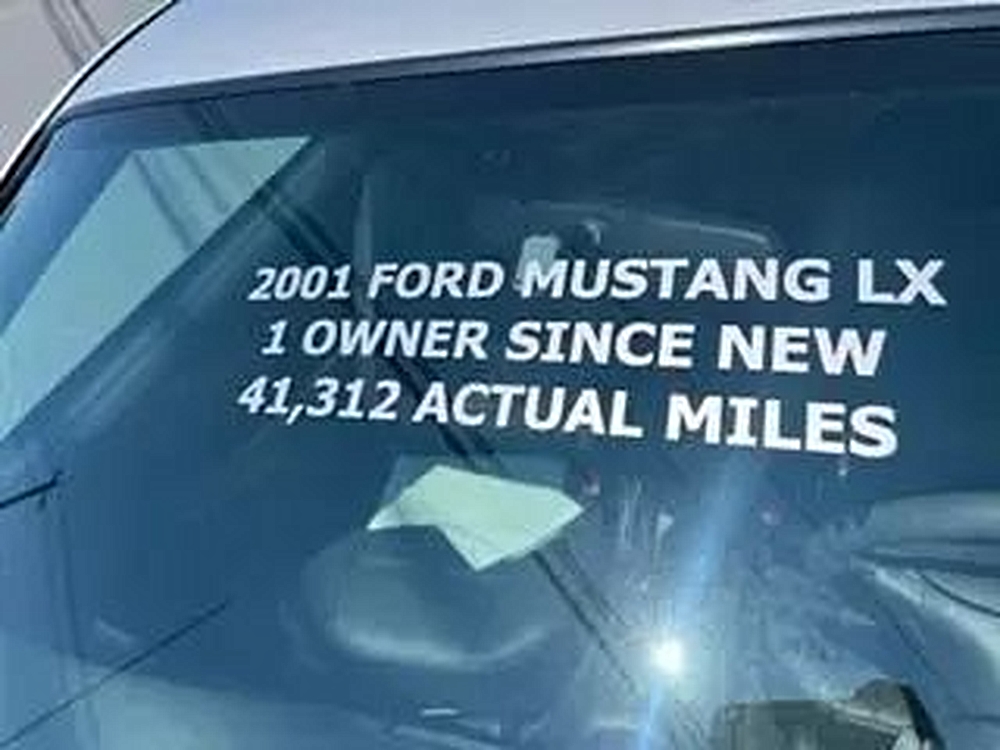 2001 FORD MUSTANG LX
1 OWNER SINCE NEW
41,312 ACTUAL MILES